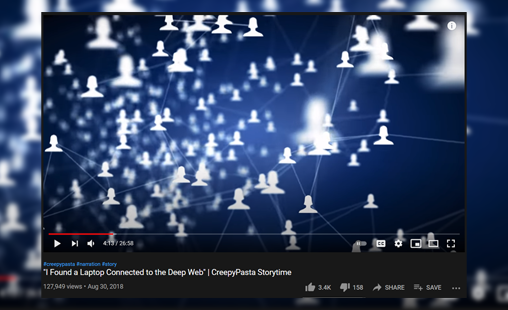 4:13 / 26:58
#creepypasta #narration #story
"I Found a Laptop Connected to the Deep Web" | CreepyPasta Storytime
127,949 views • Aug 30, 2018 3.4K 158 SHARE SAVE